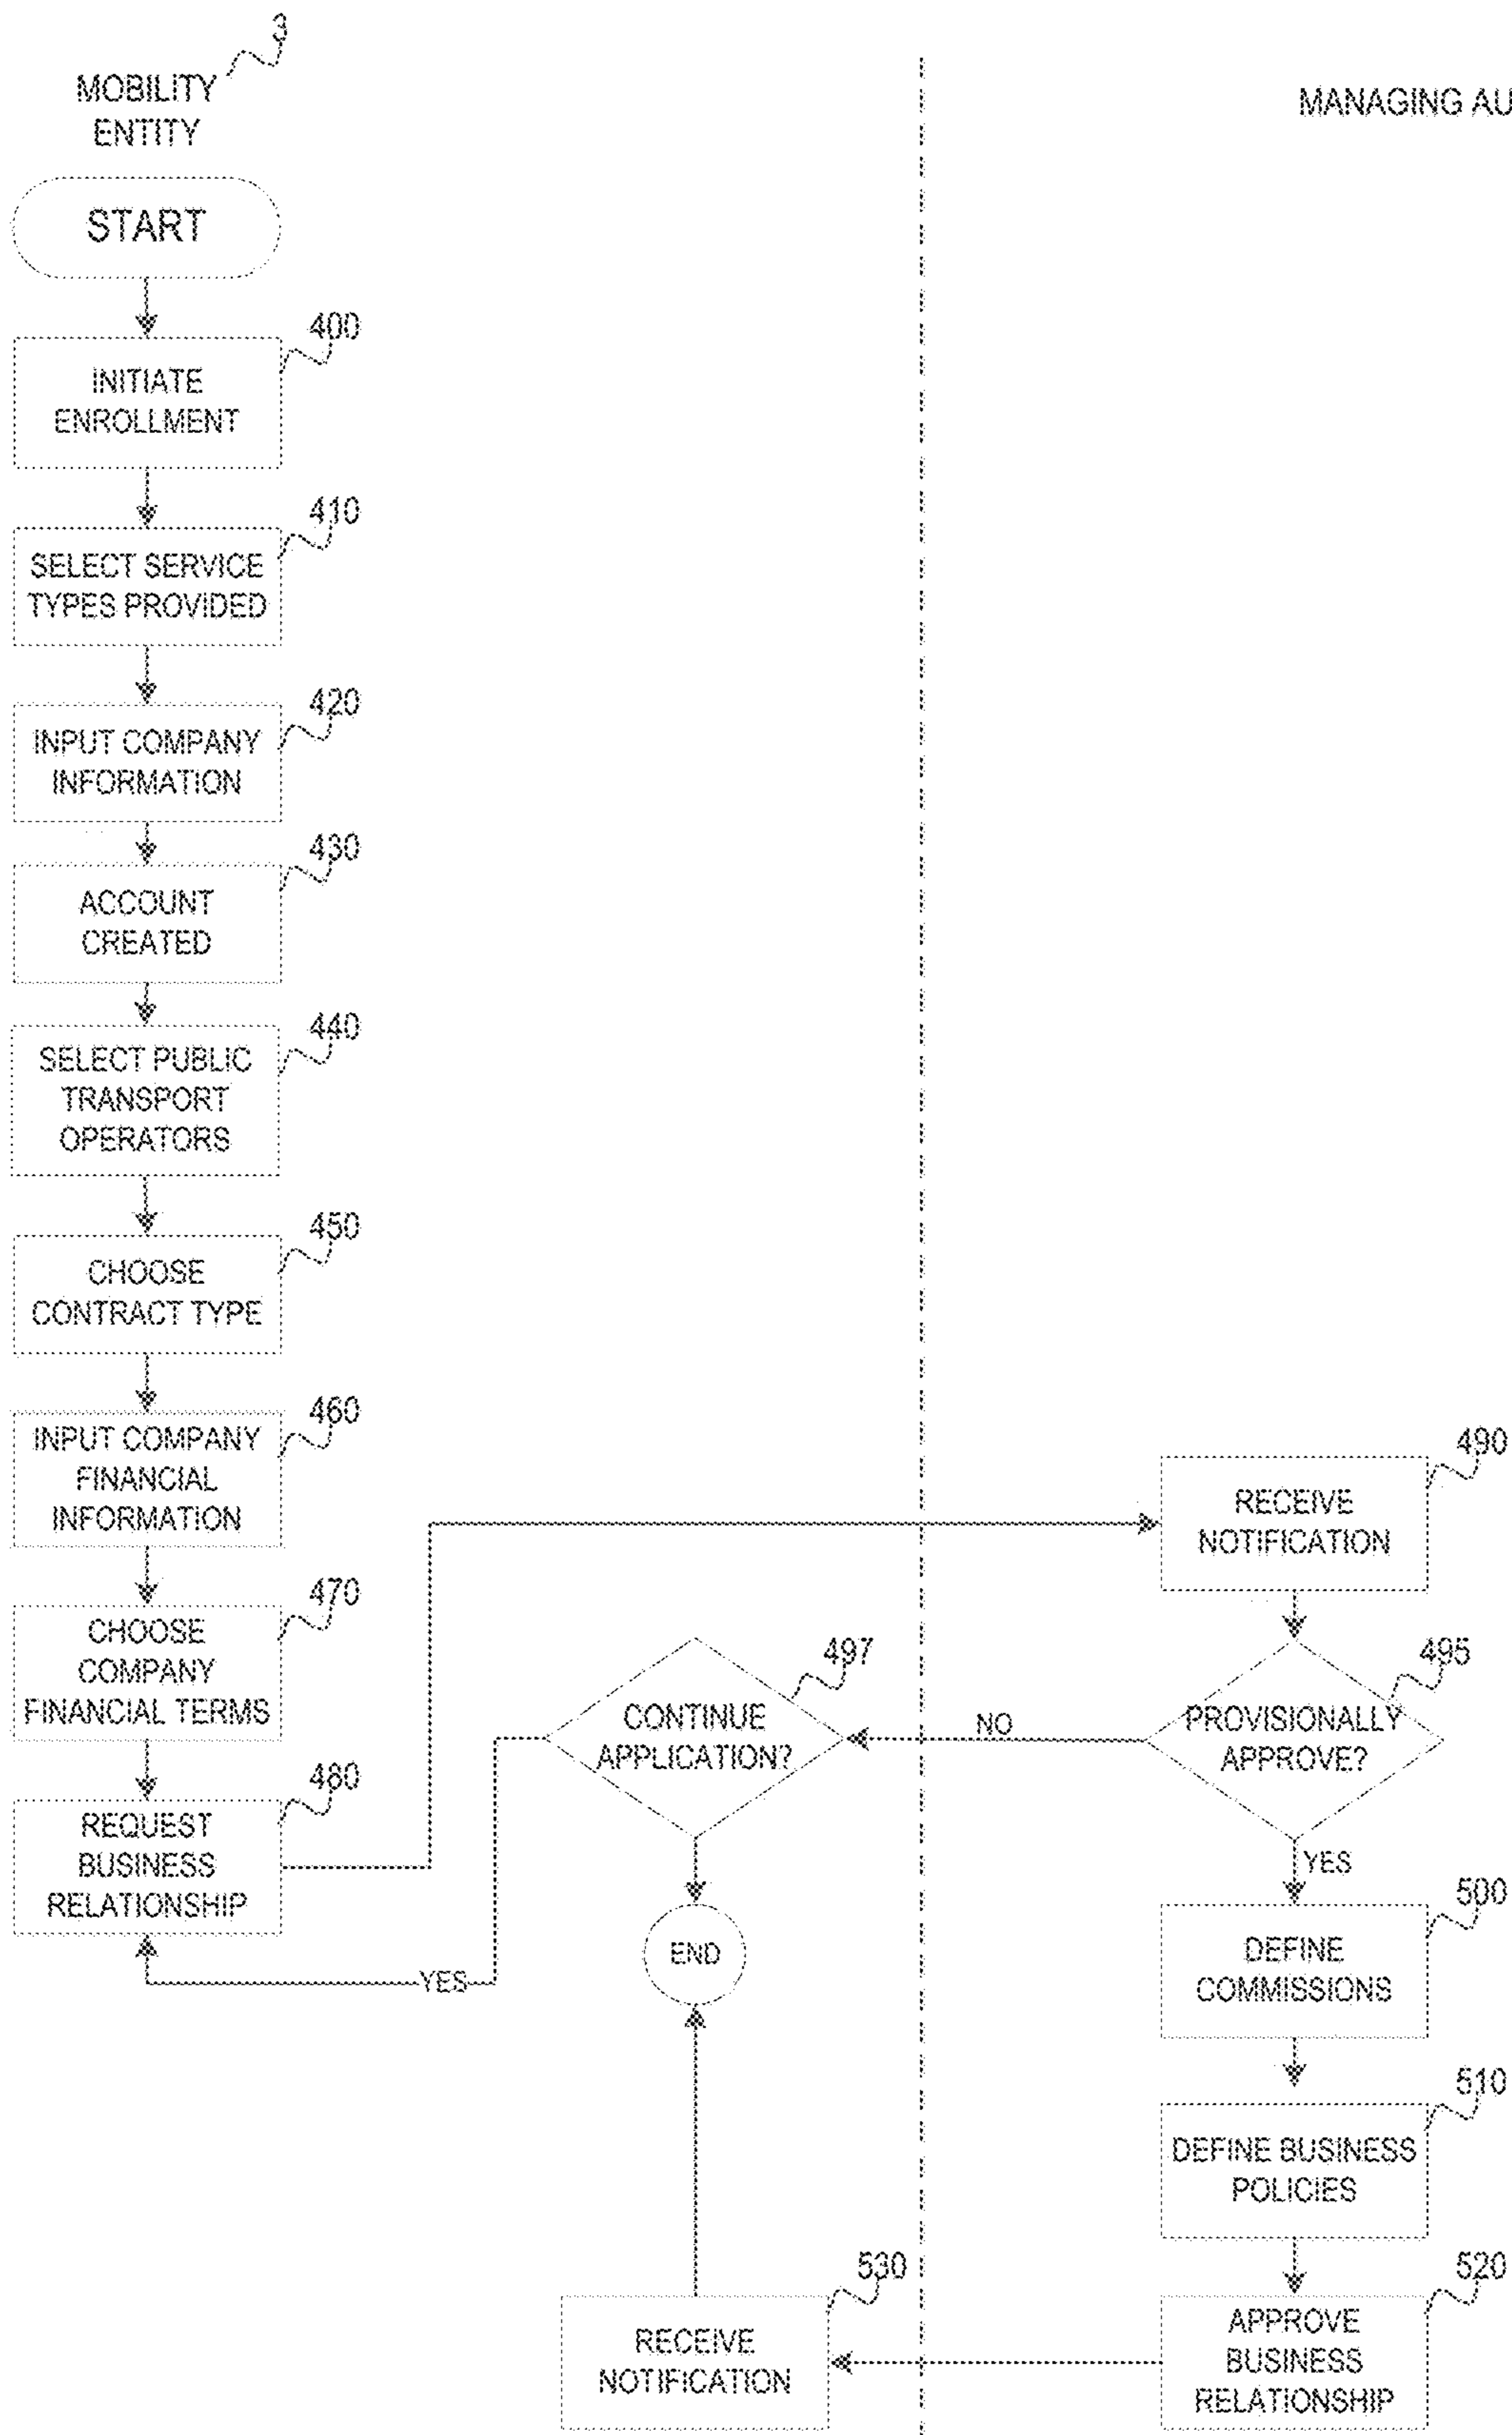 3
MOBILITY
ENTITY
MANAGING AU
START
400
INITIATE
ENROLLMENT
410
SELECT SERVICE
TYPES PROVIDED
420
INPUT COMPANY
INFORMATION
430
ACCOUNT
CREATED
440
SELECT PUBLIC
TRANSPORT
OPERATORS
450
CHOOSE
CONTRACT TYPE
460
INPUT COMPANY
FINANCIAL
INFORMATION
470
CHOOSE
COMPANY
FINANCIAL TERMS
480
REQUEST
BUSINESS
RELATIONSHIP
490
RECEIVE
NOTIFICATION
495
PROVISIONALLY
APPROVE?
NO
497
CONTINUE
APPLICATION?
YES
END
YES
500
DEFINE
COMMISSIONS
510
DEFINE BUSINESS
POLICIES
520
APPROVE
BUSINESS
RELATIONSHIP
530
RECEIVE
NOTIFICATION